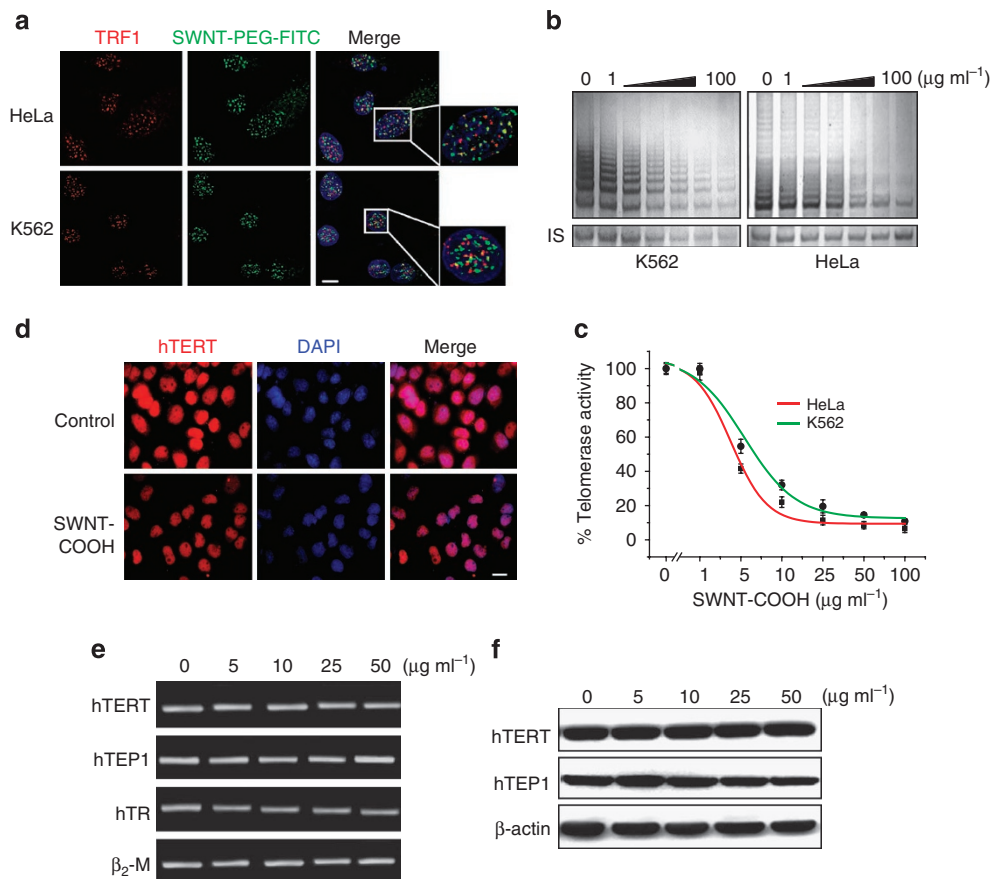 a
TRF1 SWNT-PEG-FITC Merge
HeLa
K562
b
0 1 100 0 1 100 (μg ml⁻¹)
IS
K562 HeLa
d
hTERT DAPI Merge
Control
SWNT-
COOH
c
% Telomerase activity
100
80
60
40
20
0
HeLa
K562
0 1 5 10 25 50 100
SWNT-COOH (μg ml⁻¹)
e
0 5 10 25 50 (μg ml⁻¹)
hTERT
hTEP1
hTR
β₂-M
f
0 5 10 25 50 (μg ml⁻¹)
hTERT
hTEP1
β-actin